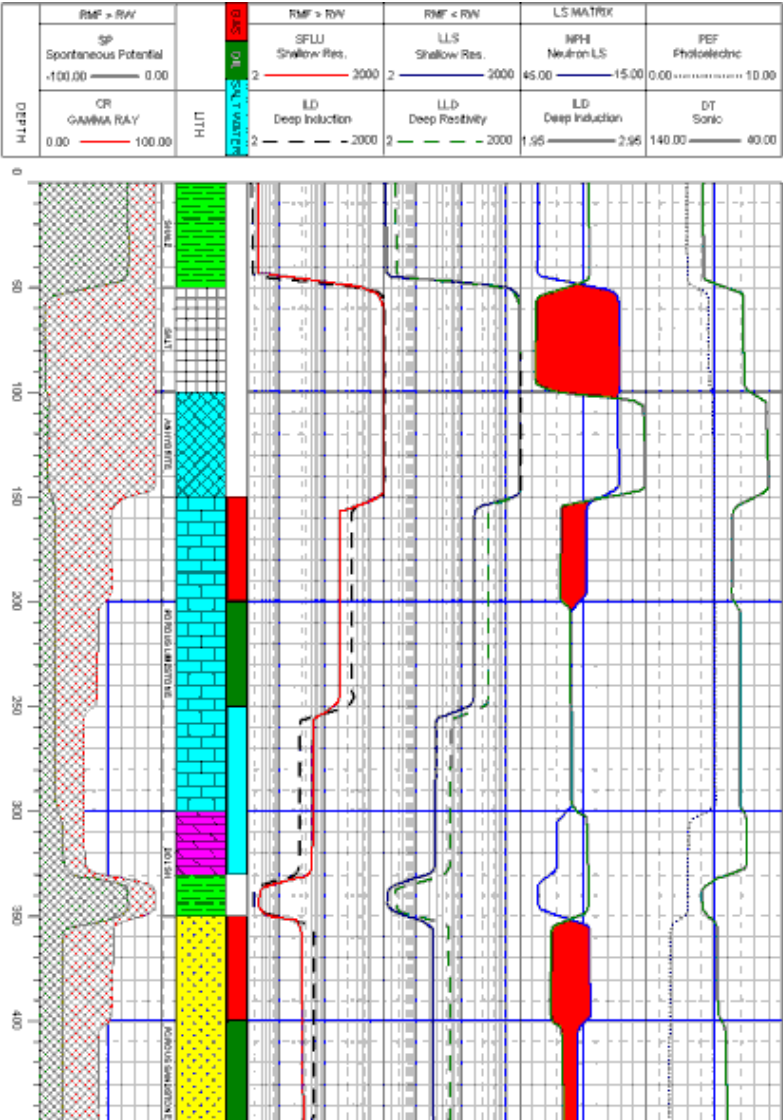 RMF > RW
SP
Spontaneous Potential
-100.00 0.00
CR
GAMMA RAY
0.00 100.00
DEPTH
LITH
GAS
OIL
SALT WATER
RMF > RW
SFLU
Shallow Res.
2 2000
ILD
Deep Induction
2 2000
RMF < RW
LLS
Shallow Res.
2 2000
LLD
Deep Resitivity
2 2000
LS MATRIX
NPHI
Neutron LS
45.00 -15.00
ILD
Deep Induction
1.95 2.95
PEF
Photoelectric
0.00 10.00
DT
Sonic
140.00 40.00
0
50
100
150
200
250
300
350
400
SHALE
SALT
ANHYDRITE
POROUS LIMESTONE
SH
POROUS SANDSTONE